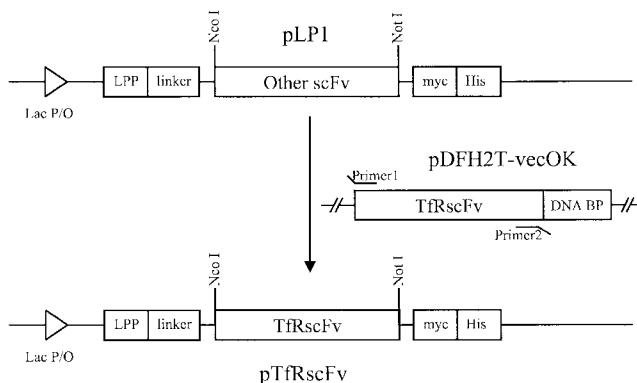 pLP1
Nco I
Not I
LPP linker Other scFv myc His
Lac P/O
pDFH2T-vecOK
Primer1
TfRscFv DNA BP
Primer2
Nco I
Not I
LPP linker TfRscFv myc His
Lac P/O
pTfRscFv